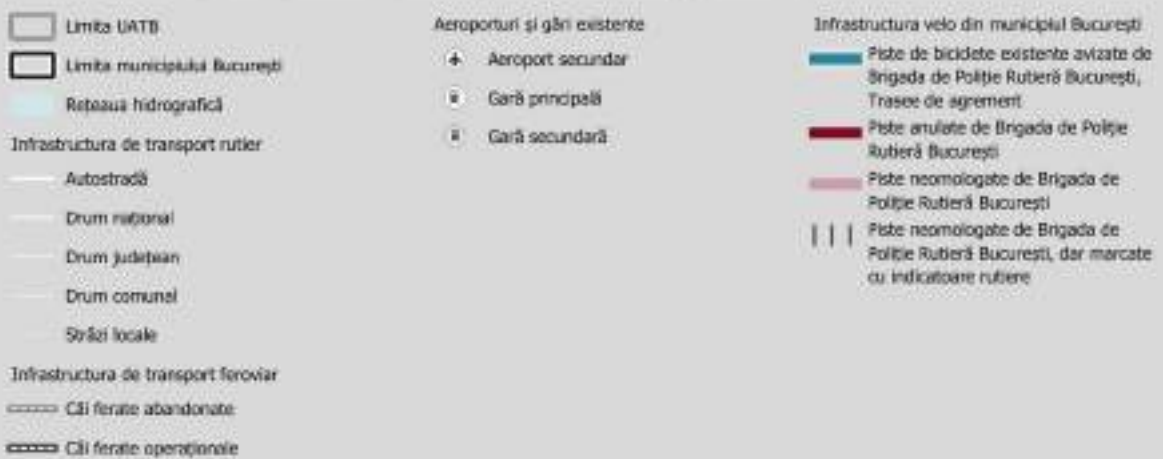 Limita UATB
Limita municipiului București
Rețeaua hidrografică
Infrastructura de transport rutier
Autostradă
Drum național
Drum județean
Drum comunal
Străzi locale
Infrastructura de transport feroviar
Căi ferate abandonate
Căi ferate operaționale
Aeroporturi și gări existente
Aeroport secundar
Gară principală
Gară secundară
Infrastructura velo din municipiul București
Piste de biciclete existente avizate de
Brigada de Poliție Rutieră București,
Trasee de agrement
Piste anulate de Brigada de Poliție
Rutieră București
Piste neomologate de Brigada de
Poliție Rutieră București
Piste neomologate de Brigada de
Poliție Rutieră București, dar marcate
cu indicatoare rutiere